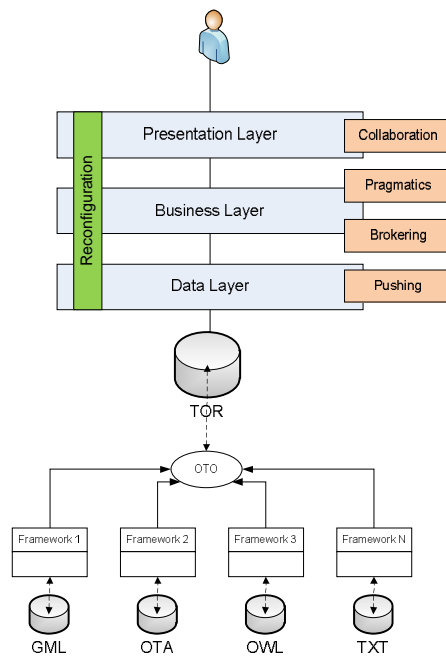 Presentation Layer
Collaboration
Reconfiguration
Pragmatics
Business Layer
Brokering
Data Layer
Pushing
TOR
OTO
Framework 1
Framework 2
Framework 3
Framework N
GML
OTA
OWL
TXT